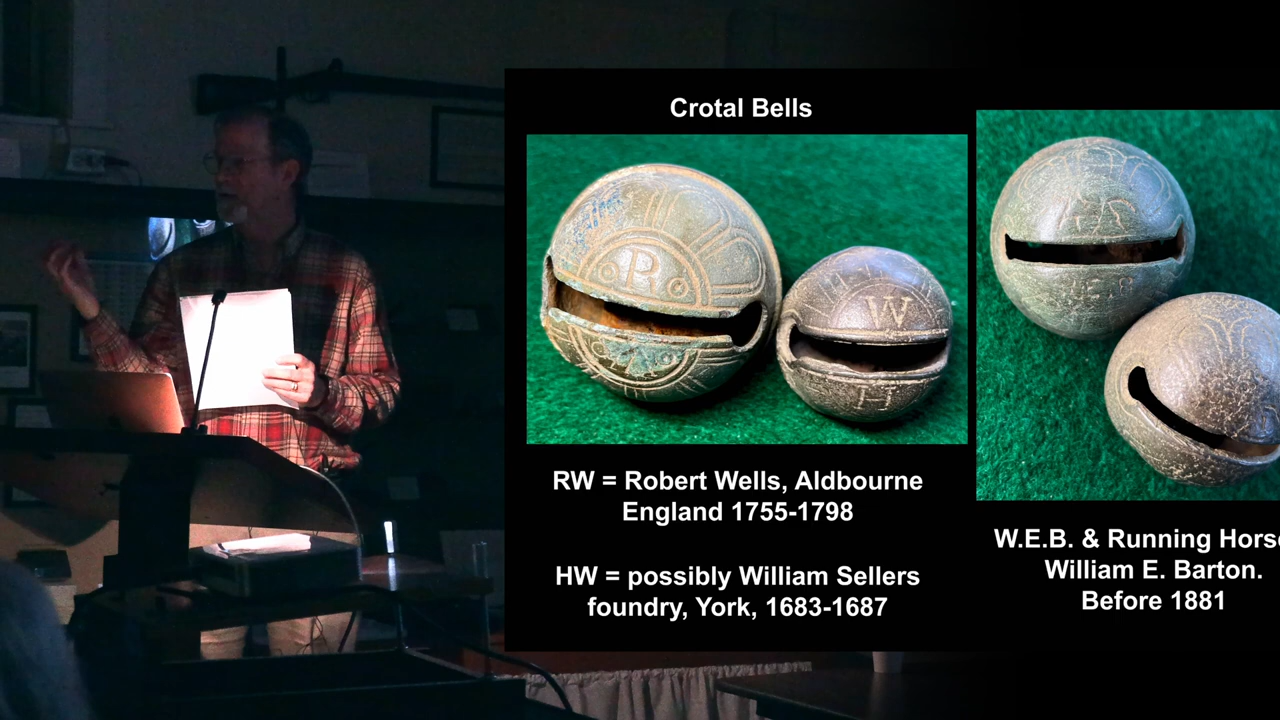 Crotal Bells
R
W
H
RW = Robert Wells, Aldbourne
England 1755-1798
HW = possibly William Sellers
foundry, York, 1683-1687
W.E.B. & Running Hors
William E. Barton.
Before 1881